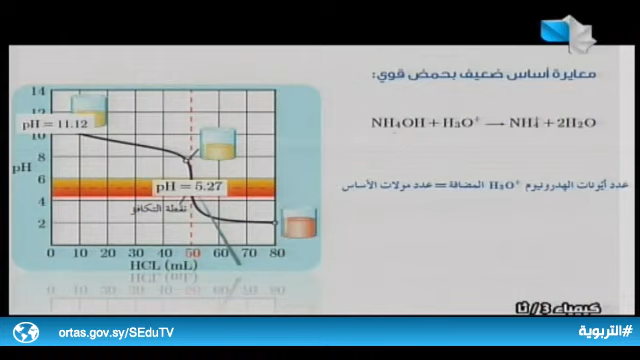 معايرة أساس ضعيف بحمض قوي:
NH₄OH + H₃O⁺ → NH₄⁺ + 2H₂O
عدد أيونات الهدرونيوم H₃O⁺ المضافة = عدد مولات الأساس
14
12
pH = 11.12
10
pH
8
6
pH = 5.27
4
نقطة التكافؤ
2
0 10 20 30 40 50 60 70 80
HCL (mL)
كيمياء 3/ثا
ortas.gov.sy/SEduTV
#التربوية